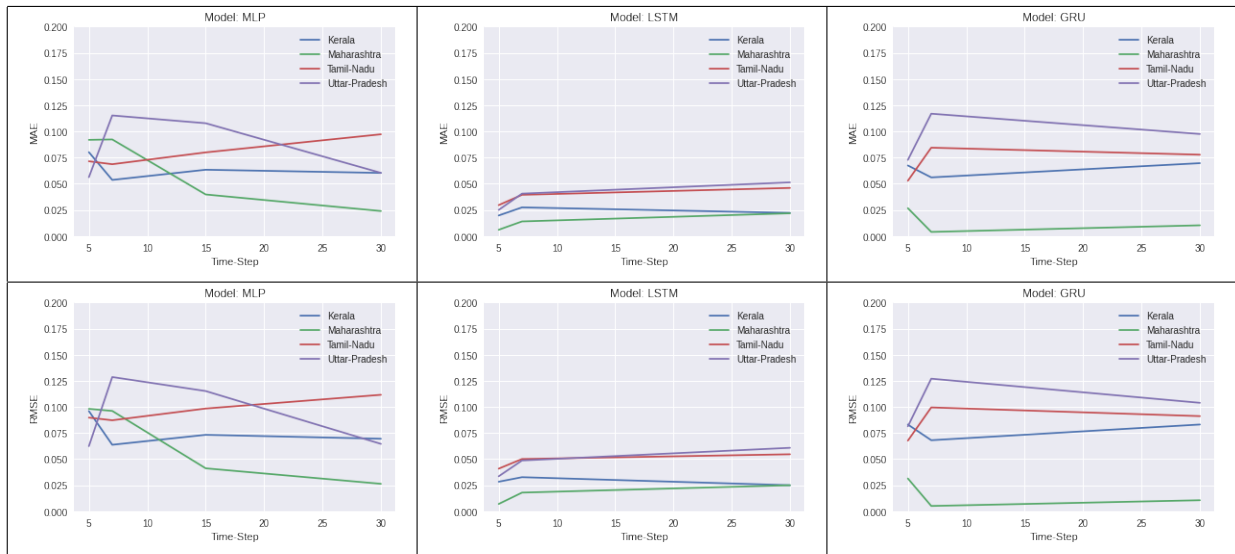 Model: MLP
0.200
0.175
0.150
0.125
0.100
0.075
0.050
0.025
0.000
MAE
Kerala
Maharashtra
Tamil-Nadu
Uttar-Pradesh
5 10 15 20 25 30
Time-Step
Model: LSTM
0.200
0.175
0.150
0.125
0.100
0.075
0.050
0.025
0.000
MAE
Kerala
Maharashtra
Tamil-Nadu
Uttar-Pradesh
5 10 15 20 25 30
Time-Step
Model: GRU
0.200
0.175
0.150
0.125
0.100
0.075
0.050
0.025
0.000
MAE
Kerala
Maharashtra
Tamil-Nadu
Uttar-Pradesh
5 10 15 20 25 30
Time-Step
Model: MLP
0.200
0.175
0.150
0.125
0.100
0.075
0.050
0.025
0.000
RMSE
Kerala
Maharashtra
Tamil-Nadu
Uttar-Pradesh
5 10 15 20 25 30
Time-Step
Model: LSTM
0.200
0.175
0.150
0.125
0.100
0.075
0.050
0.025
0.000
RMSE
Kerala
Maharashtra
Tamil-Nadu
Uttar-Pradesh
5 10 15 20 25 30
Time-Step
Model: GRU
0.200
0.175
0.150
0.125
0.100
0.075
0.050
0.025
0.000
RMSE
Kerala
Maharashtra
Tamil-Nadu
Uttar-Pradesh
5 10 15 20 25 30
Time-Step